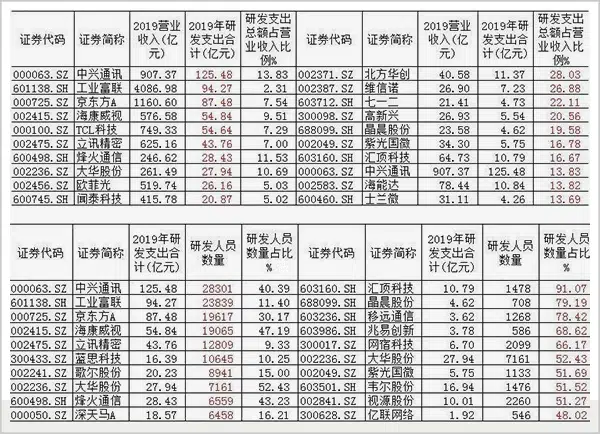 证券代码 证券简称 2019营业收入(亿元) 2019年研发支出合计(亿元) 研发支出总额占营业收入比例% 证券代码 证券简称 2019营业收入(亿元) 2019年研发支出合计(亿元) 研发支出总额占营业收入比例%
000063.SZ 中兴通讯 907.37 125.48 13.83 002371.SZ 北方华创 40.58 11.37 28.03
601138.SH 工业富联 4086.98 94.27 2.31 002387.SZ 维信诺 26.90 7.23 26.88
000725.SZ 京东方A 1160.60 87.48 7.54 603712.SH 七一二 21.41 4.73 22.11
002415.SZ 海康威视 576.58 54.84 9.51 300098.SZ 高新兴 26.93 5.54 20.56
000100.SZ TCL科技 749.33 54.64 7.29 688099.SH 晶晨股份 23.58 4.62 19.58
002475.SZ 立讯精密 625.16 43.76 7.00 002049.SZ 紫光国微 34.30 5.75 16.78
600498.SH 烽火通信 246.62 28.43 11.53 603160.SH 汇顶科技 64.73 10.79 16.67
002236.SZ 大华股份 261.49 27.94 10.69 000063.SZ 中兴通讯 907.37 125.48 13.83
002456.SZ 欧菲光 519.74 26.16 5.03 002583.SZ 海能达 78.44 10.84 13.82
600745.SH 闻泰科技 415.78 20.87 5.02 600460.SH 士兰微 31.11 4.26 13.69
证券代码 证券简称 2019年研发支出合计(亿元) 研发人员数量 研发人员数量占比% 证券代码 证券简称 2019年研发支出合计(亿元) 研发人员数量 研发人员数量占比%
000063.SZ 中兴通讯 125.48 28301 40.39 603160.SH 汇顶科技 10.79 1478 91.07
601138.SH 工业富联 94.27 23839 11.40 688099.SH 晶晨股份 4.62 708 79.19
000725.SZ 京东方A 87.48 19617 30.17 603236.SH 移远通信 3.62 1268 78.42
002415.SZ 海康威视 54.84 19065 47.19 603986.SH 兆易创新 3.78 586 68.62
002475.SZ 立讯精密 43.76 12809 9.33 300017.SZ 网宿科技 6.70 2099 66.17
300433.SZ 蓝思科技 16.39 10645 10.25 002236.SZ 大华股份 27.94 7161 52.43
002241.SZ 歌尔股份 20.23 8941 15.00 002049.SZ 紫光国微 5.75 1133 51.69
002236.SZ 大华股份 27.94 7161 52.43 603501.SH 韦尔股份 16.94 1476 51.52
600498.SH 烽火通信 28.43 6559 43.23 002841.SZ 视源股份 10.01 2260 51.27
000050.SZ 深天马A 18.57 6458 16.21 300628.SZ 亿联网络 1.92 546 48.02